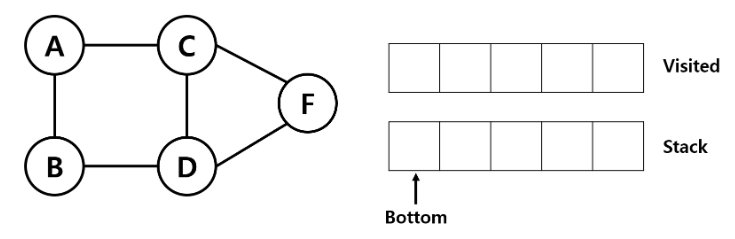 A C
F
B D
Visited
Stack
Bottom